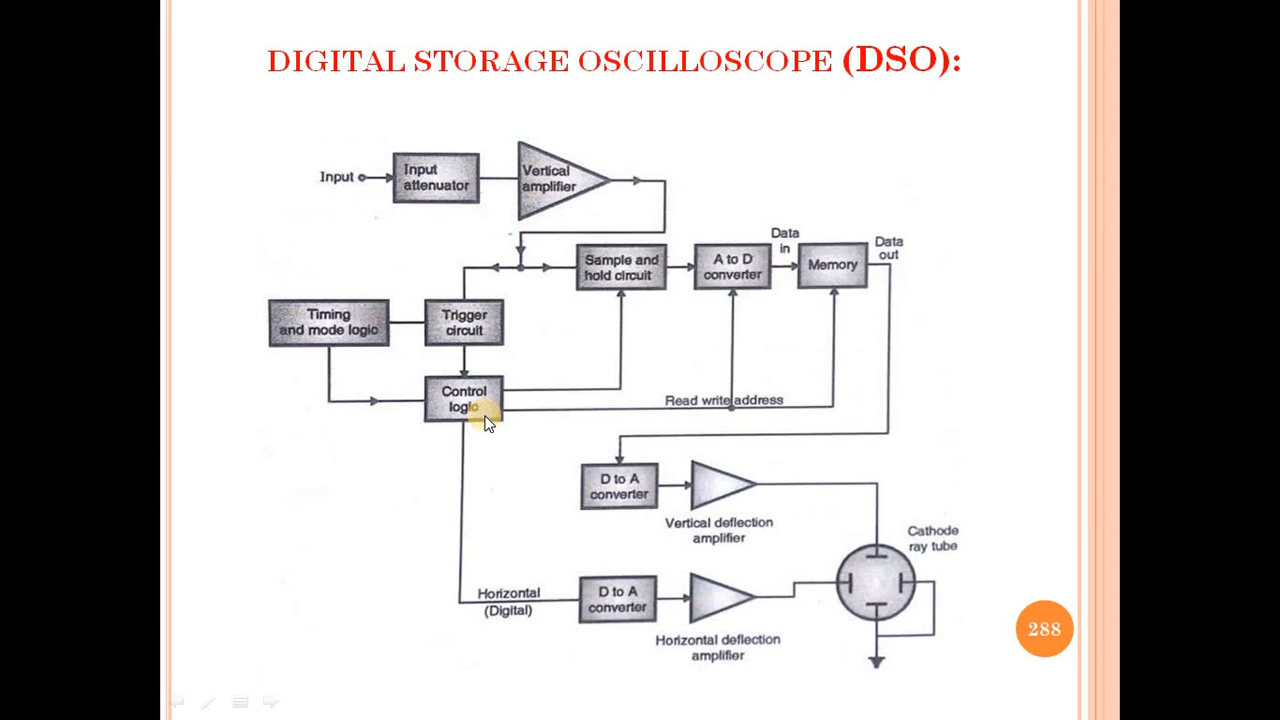 DIGITAL STORAGE OSCILLOSCOPE (DSO):
Input
Input
attenuator
Vertical
amplifier
Sample and
hold circuit
A to D
converter
Data
in
Memory
Data
out
Timing
and mode logic
Trigger
circuit
Control
logic
Read write address
D to A
converter
Vertical deflection
amplifier
Cathode
ray tube
Horizontal
(Digital)
D to A
converter
Horizontal deflection
amplifier
288